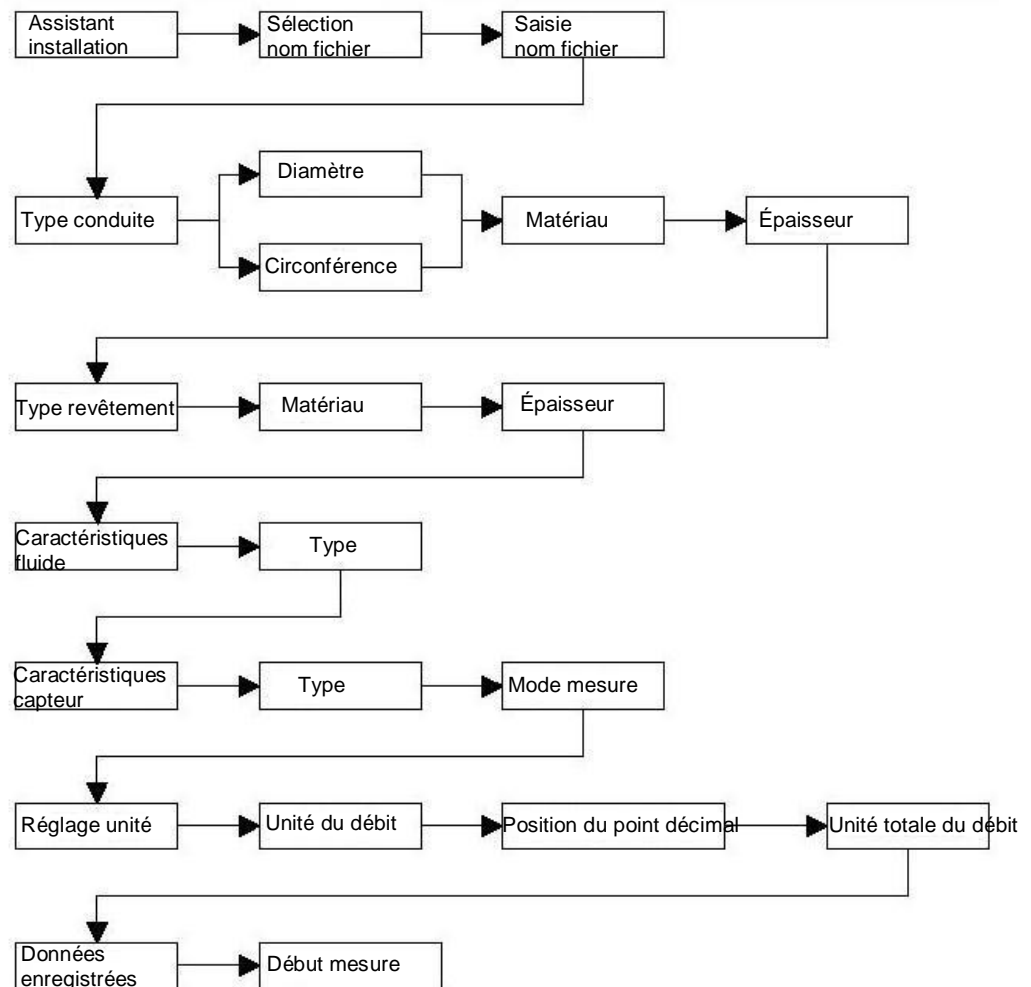 Assistant
installation
Sélection
nom fichier
Saisie
nom fichier
Diamètre
Type conduite
Matériau
Épaisseur
Circonférence
Type revêtement
Matériau
Épaisseur
Caractéristiques
fluide
Type
Caractéristiques
capteur
Type
Mode mesure
Réglage unité
Unité du débit
Position du point décimal
Unité totale du débit
Données
enregistrées
Début mesure